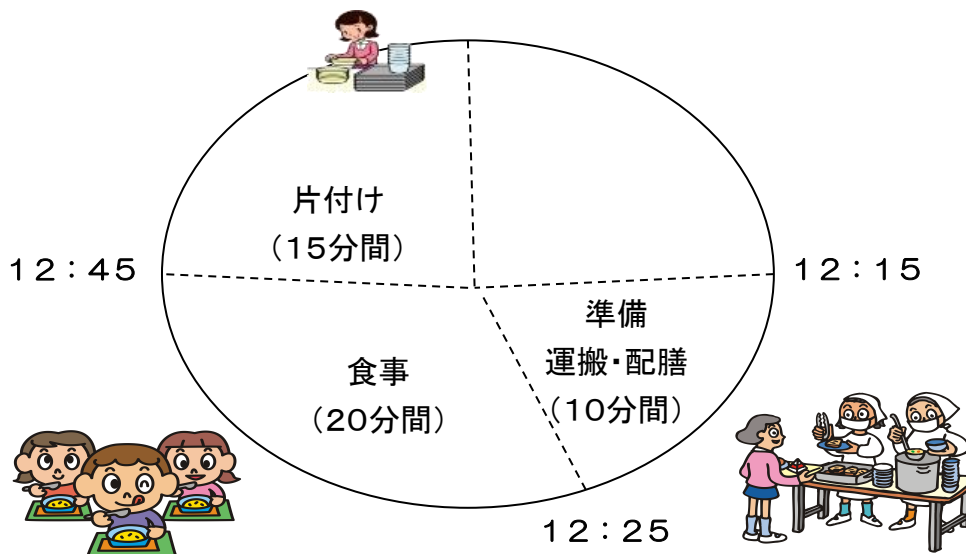 片付け
（１５分間）
１２：４５
１２：１５
準備
運搬・配膳
（１０分間）
食事
（２０分間）
１２：２５